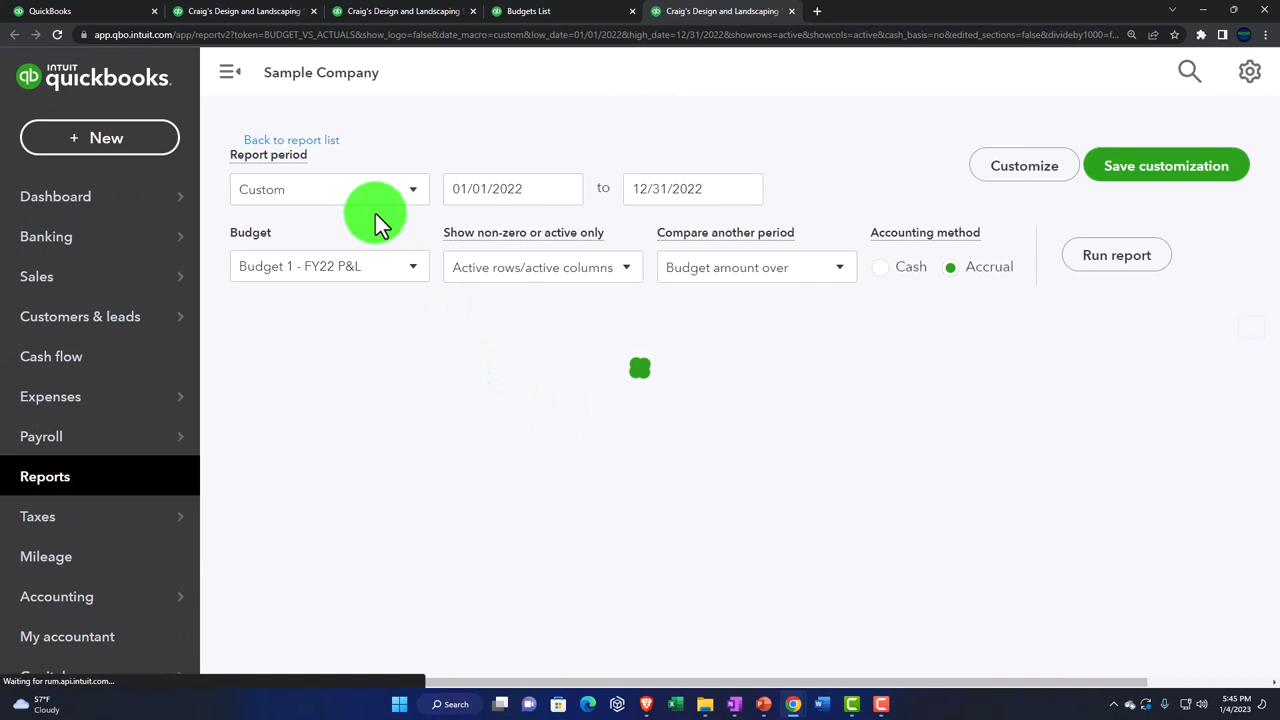 QuickBooks
Craig's Design and Landscaping
Craig's Design and Landscaping
Budgets List
Craig's Design and Landscaping
app.qbo.intuit.com/app/reportv2?token=BUDGET_VS_ACTUALS&show_logo=false&date_macro=custom&low_date=01/01/2022&high_date=12/31/2022&showrows=active&showcols=active&cash_basis=no&edited_sections=false&divideby1000=f...
INTUIT
quickbooks.
Sample Company
+ New
Back to report list
Report period
Custom
01/01/2022
to
12/31/2022
Customize
Save customization
Budget
Show non-zero or active only
Compare another period
Accounting method
Budget 1 - FY22 P&L
Active rows/active columns
Budget amount over
Cash
Accrual
Run report
Dashboard
Banking
Sales
Customers & leads
Cash flow
Expenses
Payroll
Reports
Taxes
Mileage
Accounting
My accountant
Waiting for rum.api.intuit.com...
57°F
Cloudy
Search
5:45 PM
1/4/2023